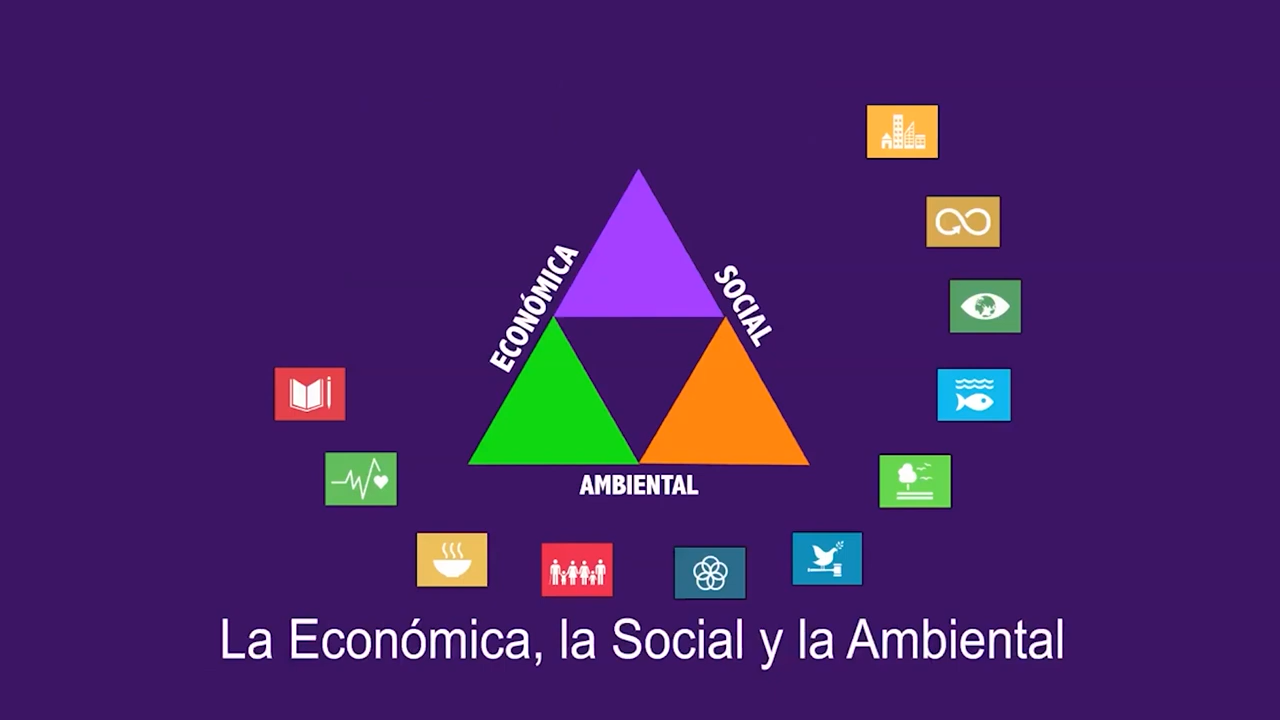 ECONÓMICA
SOCIAL
AMBIENTAL
La Económica, la Social y la Ambiental